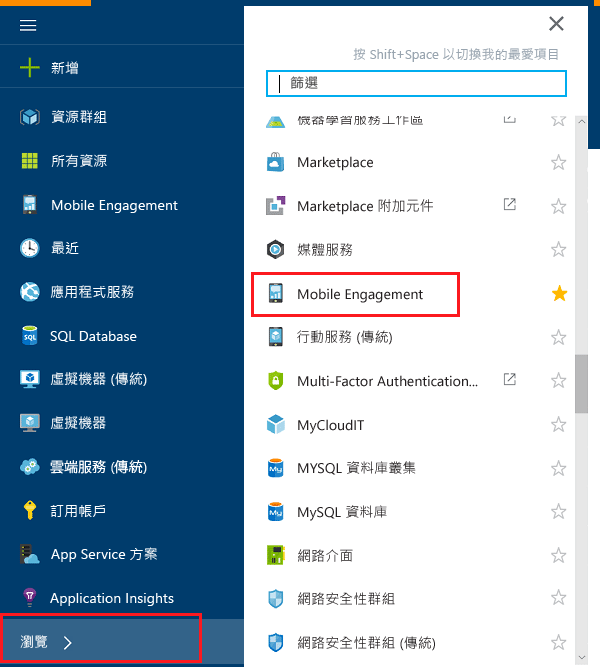 新增
資源群組
所有資源
Mobile Engagement
最近
應用程式服務
SQL Database
虛擬機器 (傳統)
虛擬機器
雲端服務 (傳統)
訂用帳戶
App Service 方案
Application Insights
瀏覽
按 Shift+Space 以切換我的最愛項目
篩選
機器學習服務工作區
Marketplace
Marketplace 附加元件
媒體服務
Mobile Engagement
行動服務 (傳統)
Multi-Factor Authentication...
MyCloudIT
MYSQL 資料庫叢集
MySQL 資料庫
網路介面
網路安全性群組
網路安全性群組 (傳統)